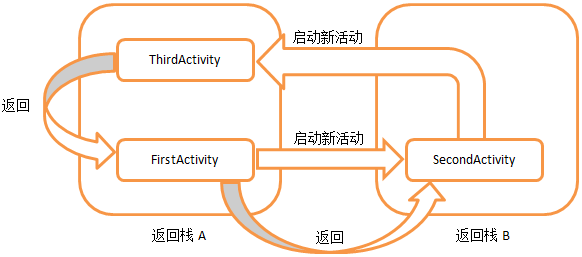 启动新活动
ThirdActivity
返回
启动新活动
FirstActivity
SecondActivity
返回栈 A
返回
返回栈 B